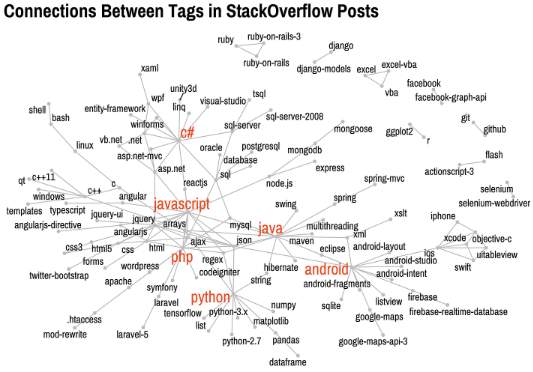 Connections Between Tags in StackOverflow Posts
ruby
ruby-on-rails-3
ruby-on-rails
django
django-models
excel
excel-vba
vba
facebook
facebook-graph-api
git
github
ggplot2
r
flash
actionscript-3
selenium
selenium-webdriver
xaml
unity3d
wpf
linq
visual-studio
tsql
entity-framework
winforms
c#
sql-server
sql-server-2008
shell
bash
vb.net
.net
asp.net-mvc
asp.net
oracle
postgresql
database
sql
mongoose
mongodb
express
node.js
linux
qt
c++11
c++
c
windows
angular
reactjs
templates
typescript
jquery-ui
jquery
javascript
arrays
angularjs-directive
angularjs
mysql
json
swing
spring
spring-mvc
multithreading
java
xml
xslt
maven
eclipse
android-layout
iphone
xcode
objective-c
ios
uitableview
swift
android-studio
android-intent
android
android-fragments
css3
html5
css
html
ajax
php
regex
codeigniter
forms
wordpress
twitter-bootstrap
apache
symfony
laravel
hibernate
string
python
tensorflow
python-3.x
numpy
matplotlib
list
python-2.7
pandas
dataframe
.htaccess
mod-rewrite
laravel-5
sqlite
listview
google-maps
google-maps-api-3
firebase
firebase-realtime-database